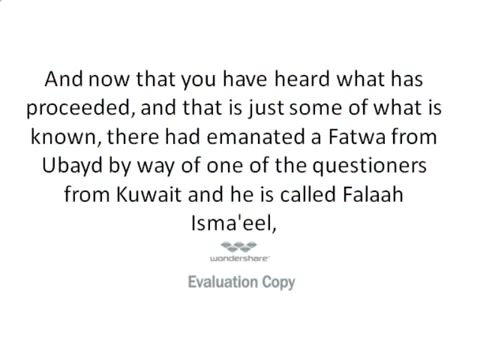 And now that you have heard what has
proceeded, and that is just some of what is
known, there had emanated a Fatwa from
Ubayd by way of one of the questioners
from Kuwait and he is called Falaah
Isma'eel,
wondershare
Evaluation Copy